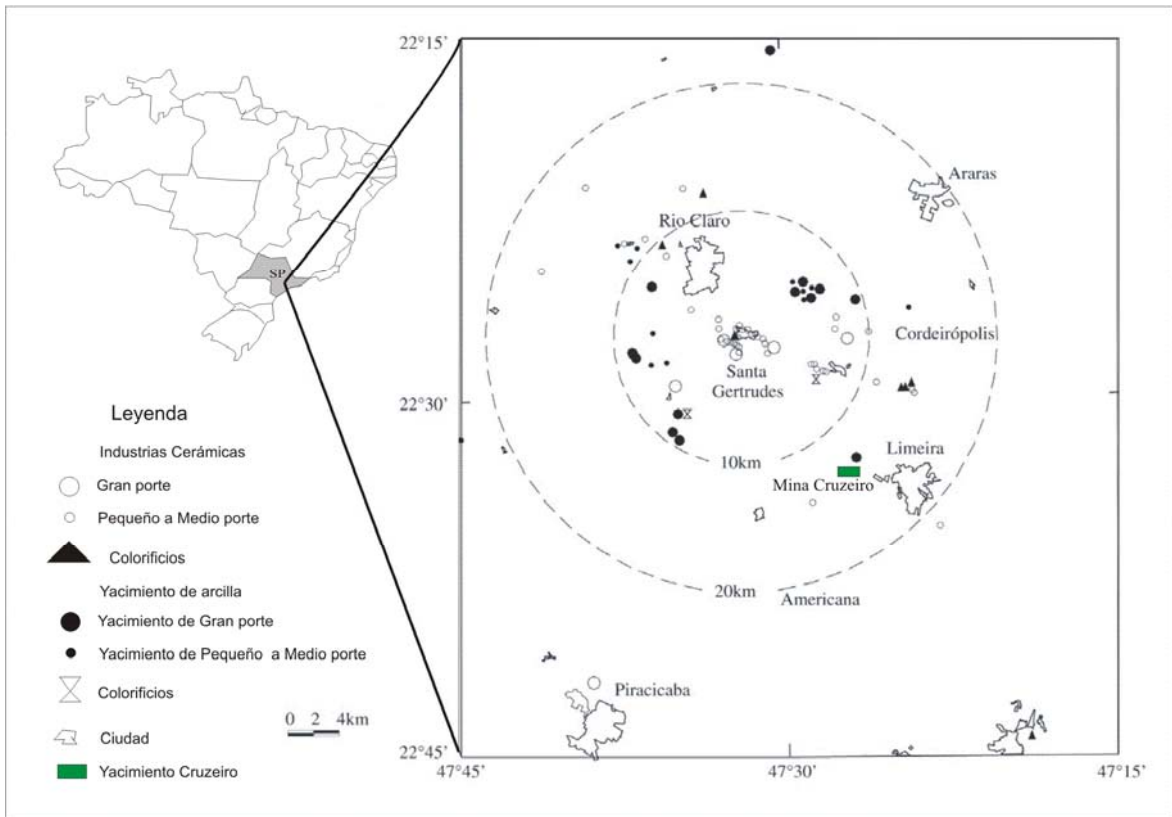 22°15'
Araras
Rio Claro
SP
Cordeirópolis
Santa
Gertrudes
22°30'
10km
Limeira
Mina Cruzeiro
20km
Americana
Piracicaba
22°45'
47°45'
47°30'
47°15'
Leyenda
Industrias Cerámicas
Gran porte
Pequeño a Medio porte
Colorificios
Yacimiento de arcilla
Yacimiento de Gran porte
Yacimiento de Pequeño a Medio porte
Colorificios
Ciudad
Yacimiento Cruzeiro
0 2 4km